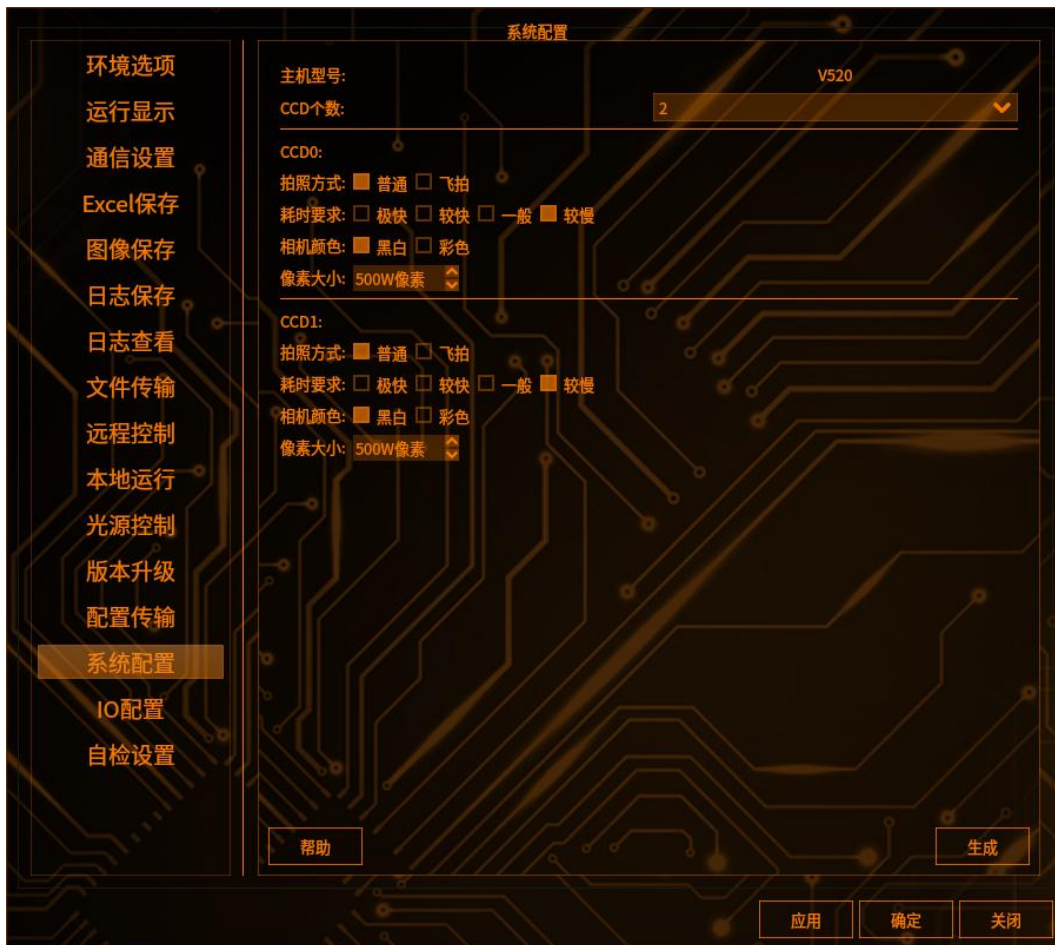 系统配置
环境选项
运行显示
通信设置
Excel保存
图像保存
日志保存
日志查看
文件传输
远程控制
本地运行
光源控制
版本升级
配置传输
系统配置
IO配置
自检设置
主机型号: V520
CCD个数: 2
CCD0:
拍照方式: 普通 飞拍
耗时要求: 极快 较快 一般 较慢
相机颜色: 黑白 彩色
像素大小: 500W像素
CCD1:
拍照方式: 普通 飞拍
耗时要求: 极快 较快 一般 较慢
相机颜色: 黑白 彩色
像素大小: 500W像素
帮助 生成
应用 确定 关闭